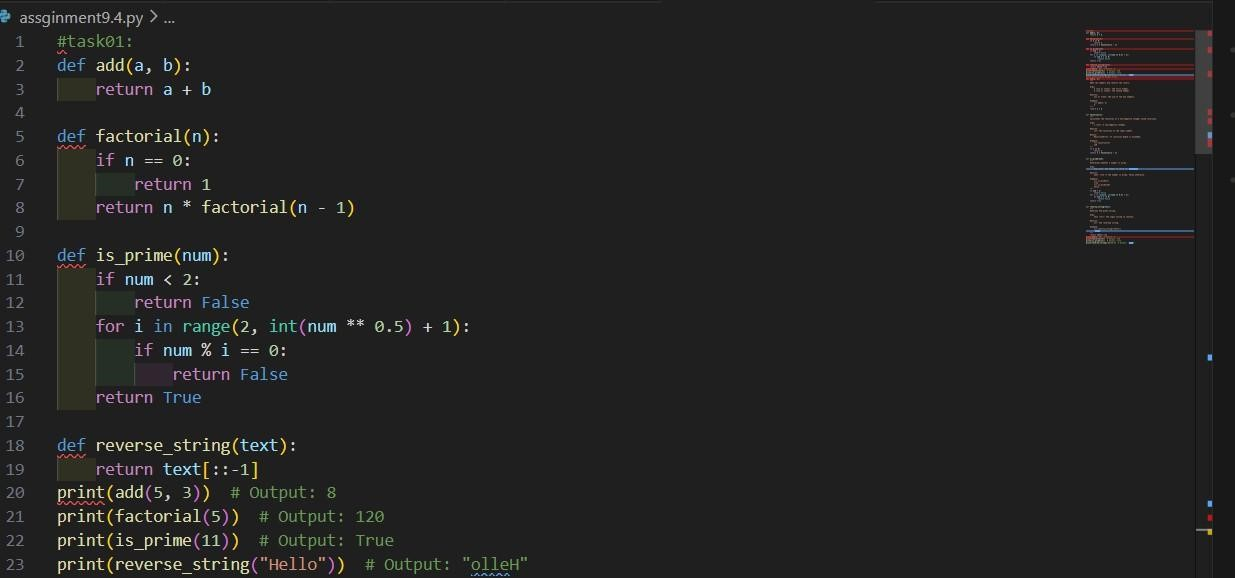 assginment9.4.py > ...
1 #task01:
2 def add(a, b):
3     return a + b
4
5 def factorial(n):
6     if n == 0:
7         return 1
8     return n * factorial(n - 1)
9
10 def is_prime(num):
11     if num < 2:
12         return False
13     for i in range(2, int(num ** 0.5) + 1):
14         if num % i == 0:
15             return False
16     return True
17
18 def reverse_string(text):
19     return text[::-1]
20 print(add(5, 3))  # Output: 8
21 print(factorial(5))  # Output: 120
22 print(is_prime(11))  # Output: True
23 print(reverse_string("Hello"))  # Output: "olleH"